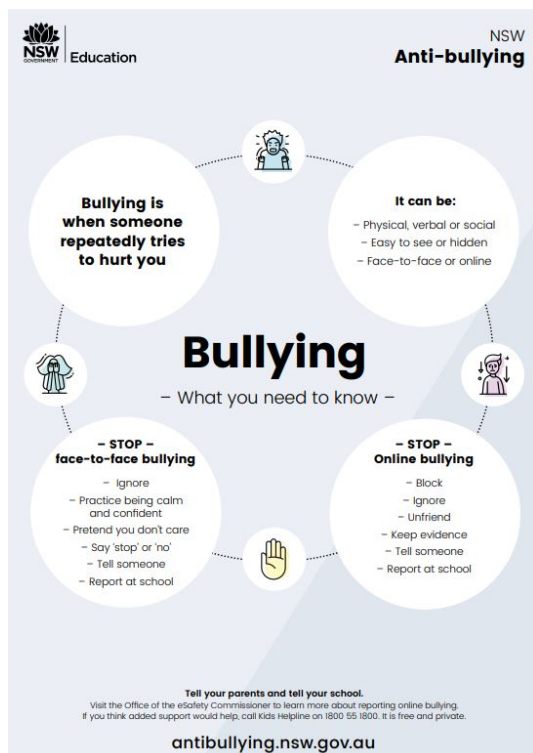 NSW
GOVERNMENT
Education
NSW
Anti-bullying
Bullying is
when someone
repeatedly tries
to hurt you
It can be:
– Physical, verbal or social
– Easy to see or hidden
– Face-to-face or online
Bullying
– What you need to know –
– STOP –
face-to-face bullying
– Ignore
– Practice being calm
and confident
– Pretend you don't care
– Say 'stop' or 'no'
– Tell someone
– Report at school
– STOP –
Online bullying
– Block
– Ignore
– Unfriend
– Keep evidence
– Tell someone
– Report at school
Tell your parents and tell your school.
Visit the Office of the eSafety Commissioner to learn more about reporting online bullying.
If you think added support would help, call Kids Helpline on 1800 55 1800. It is free and private.
antibullying.nsw.gov.au